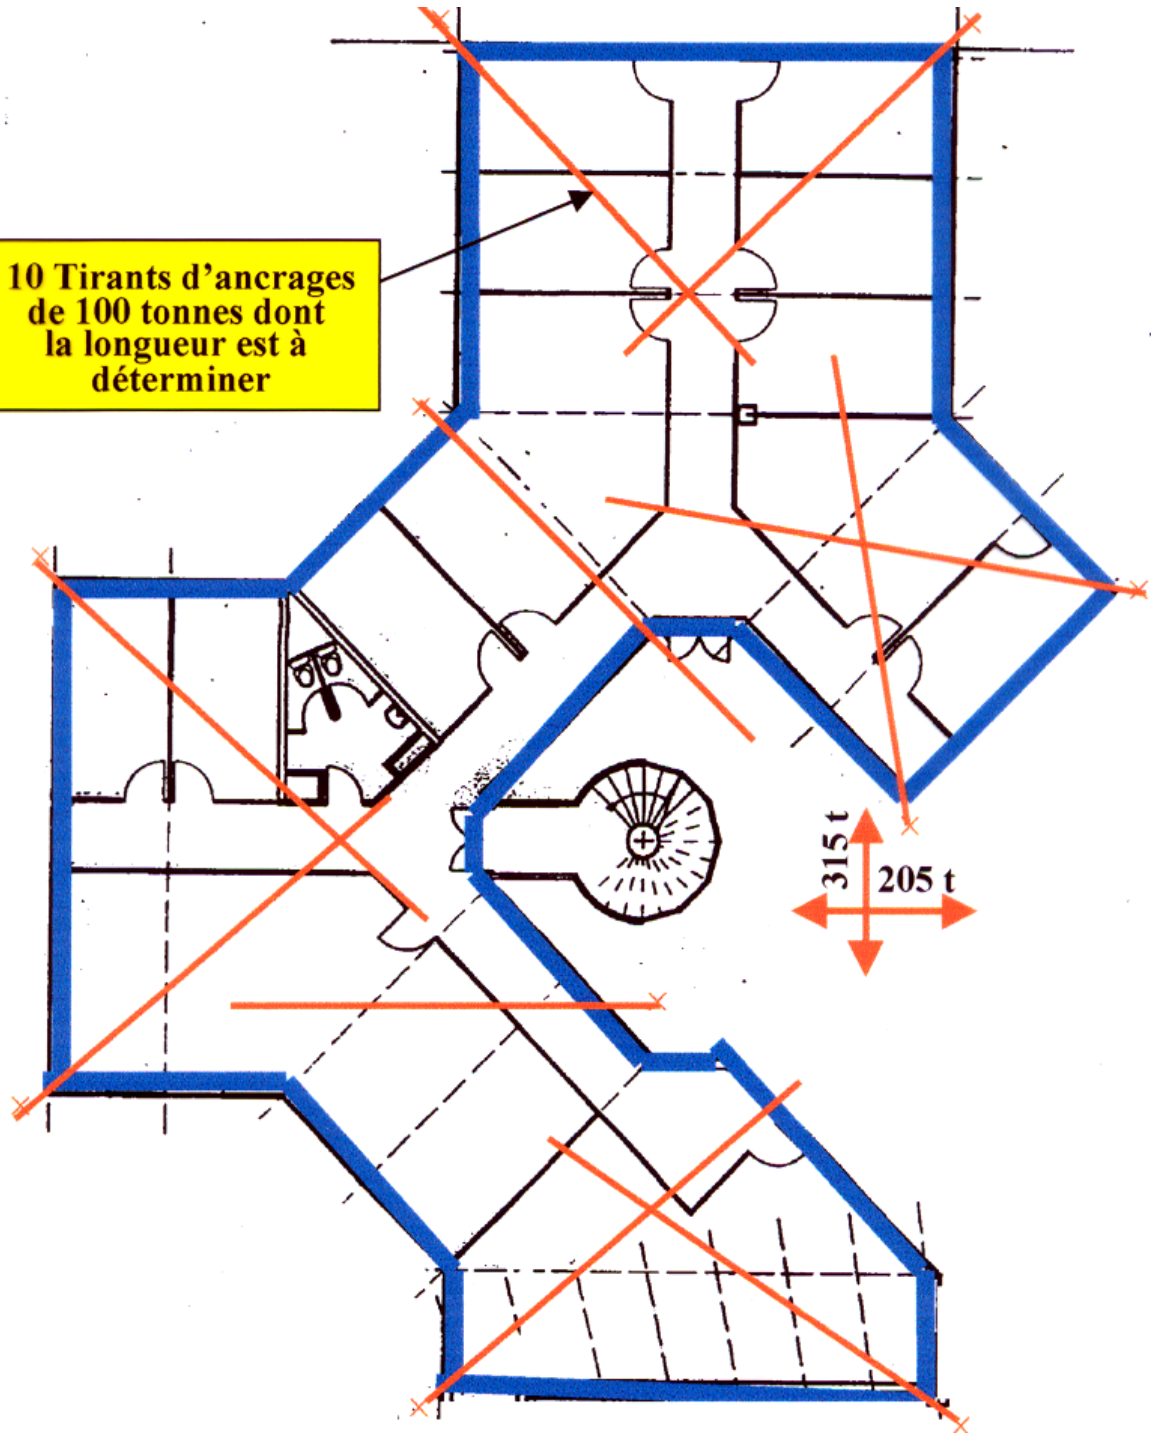 10 Tirants d’ancrages
de 100 tonnes dont
la longueur est à
déterminer
315 t
205 t